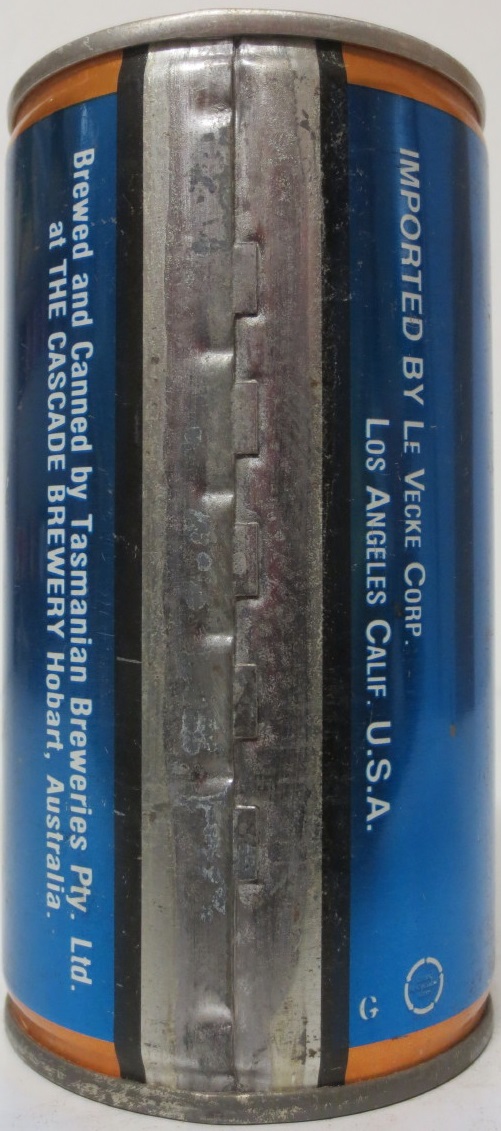 Brewed and Canned by Tasmanian Breweries Pty. Ltd.
at THE CASCADE BREWERY Hobart, Australia.
IMPORTED BY LE VECKE CORP.
LOS ANGELES CALIF. U.S.A.
G